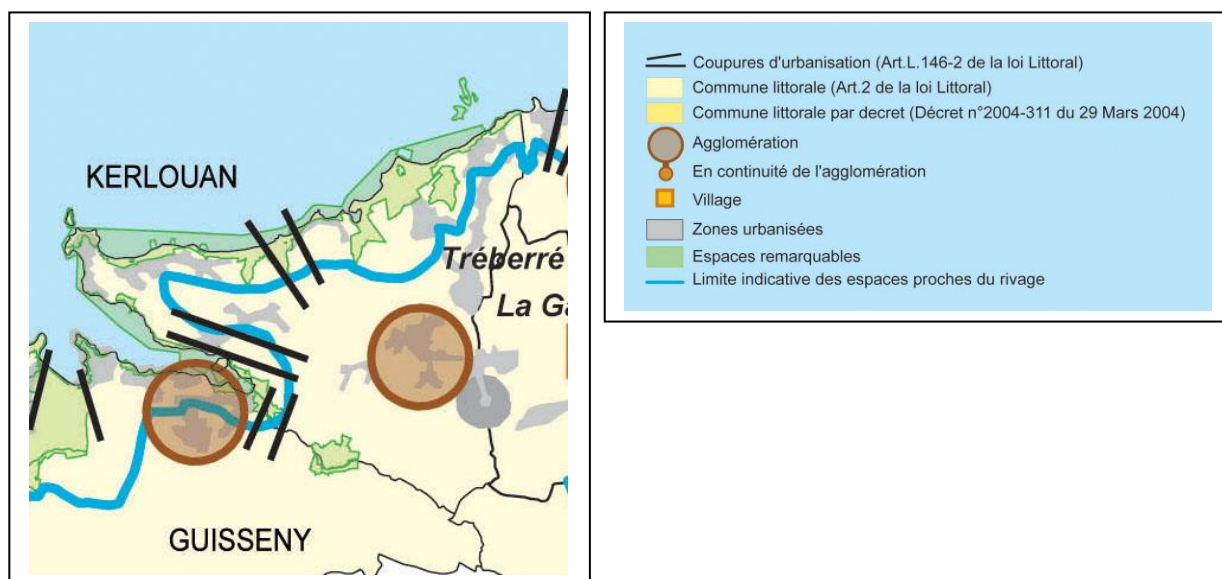 KERLOUAN
Tréberré
La Ga
GUISSENY
Coupures d'urbanisation (Art.L.146-2 de la loi Littoral)
Commune littorale (Art.2 de la loi Littoral)
Commune littorale par decret (Décret n°2004-311 du 29 Mars 2004)
Agglomération
En continuité de l'agglomération
Village
Zones urbanisées
Espaces remarquables
Limite indicative des espaces proches du rivage